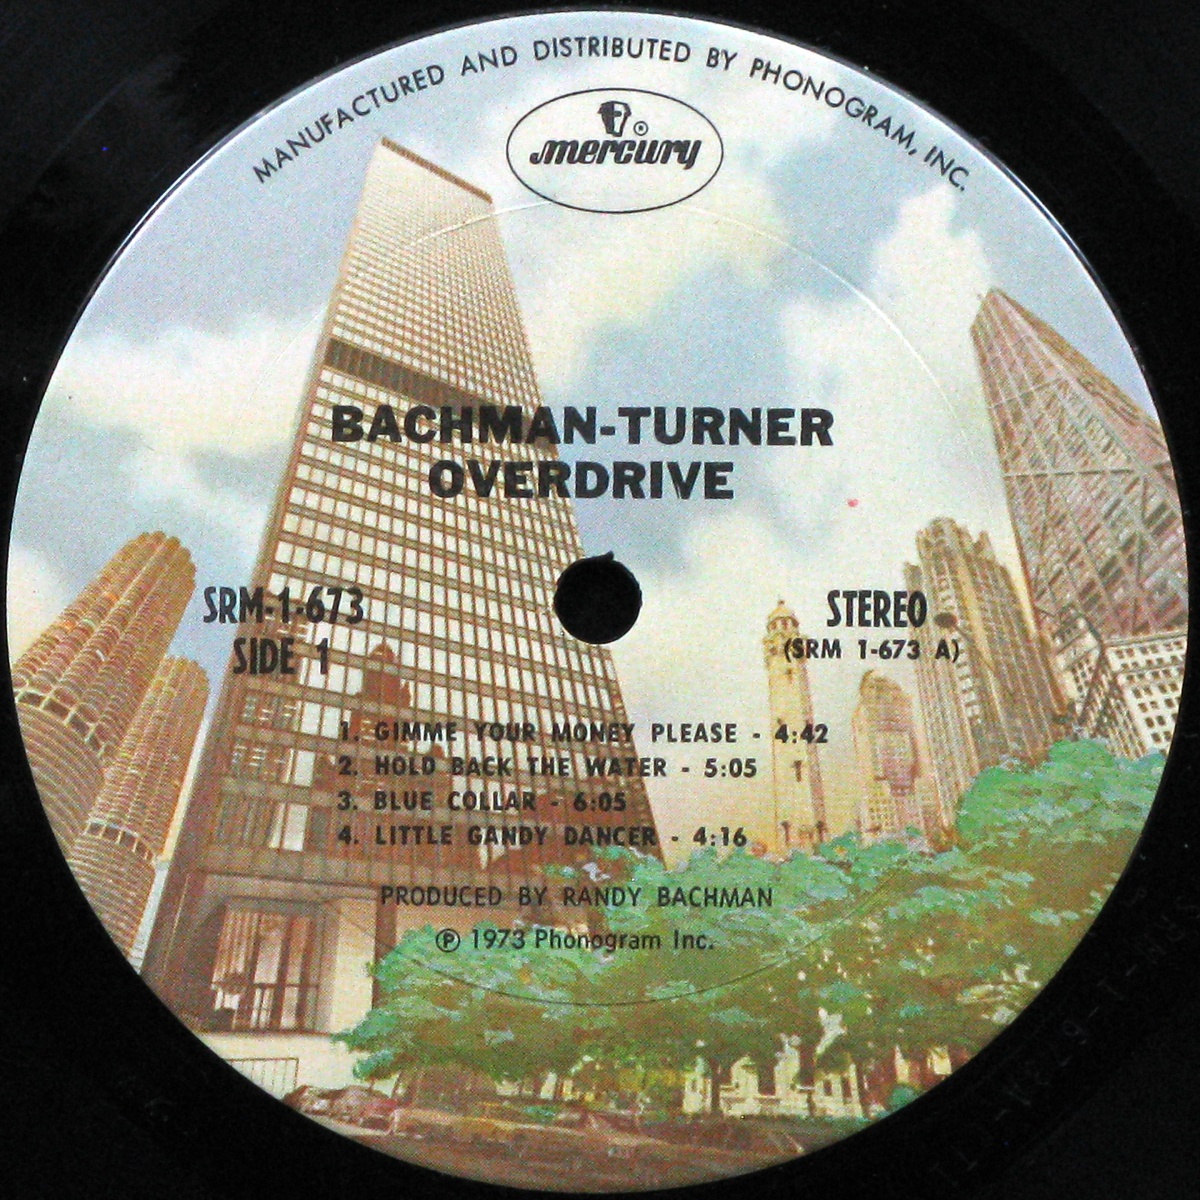 MANUFACTURED AND DISTRIBUTED BY PHONOGRAM, INC.
mercury ®
BACHMAN-TURNER
OVERDRIVE
SRM-1-673
SIDE 1
STEREO
(SRM 1-673 A)
1. GIMME YOUR MONEY PLEASE - 4:42
2. HOLD BACK THE WATER - 5:05
3. BLUE COLLAR - 6:05
4. LITTLE GANDY DANCER - 4:16
PRODUCED BY RANDY BACHMAN
℗ 1973 Phonogram Inc.